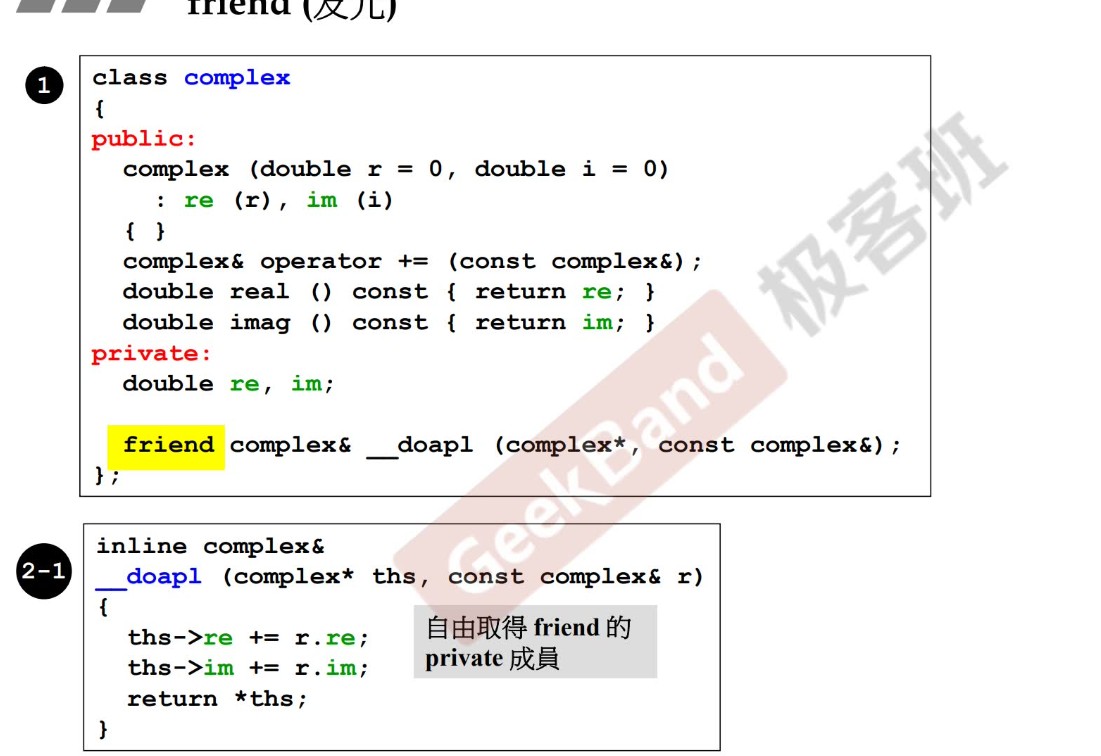 friend (友元)
1
class complex
{
public:
complex (double r = 0, double i = 0)
: re (r), im (i)
{ }
complex& operator += (const complex&);
double real () const { return re; }
double imag () const { return im; }
private:
double re, im;
friend complex& __doapl (complex*, const complex&);
};
2-1
inline complex&
__doapl (complex* ths, const complex& r)
{
ths->re += r.re;
ths->im += r.im;
return *ths;
}
自由取得 friend 的
private 成員
GeekBand 极客班